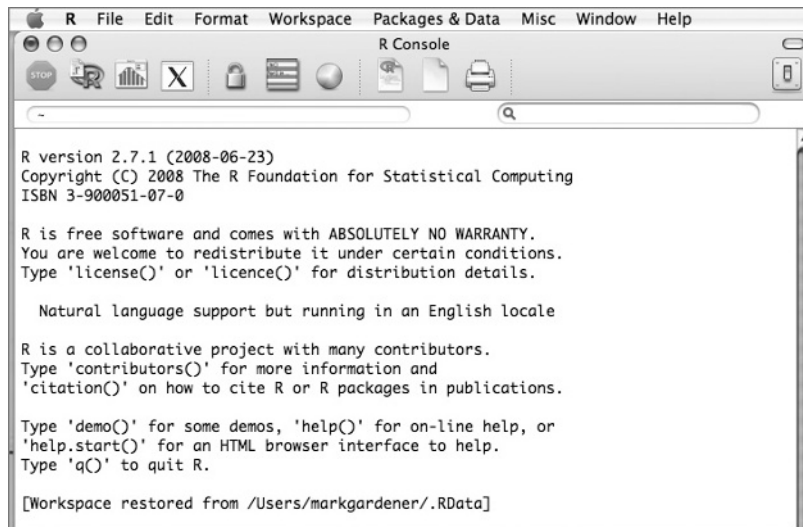 R File Edit Format Workspace Packages & Data Misc Window Help
R Console
STOP R X R
~
R version 2.7.1 (2008-06-23)
Copyright (C) 2008 The R Foundation for Statistical Computing
ISBN 3-900051-07-0
R is free software and comes with ABSOLUTELY NO WARRANTY.
You are welcome to redistribute it under certain conditions.
Type 'license()' or 'licence()' for distribution details.
Natural language support but running in an English locale
R is a collaborative project with many contributors.
Type 'contributors()' for more information and
'citation()' on how to cite R or R packages in publications.
Type 'demo()' for some demos, 'help()' for on-line help, or
'help.start()' for an HTML browser interface to help.
Type 'q()' to quit R.
[Workspace restored from /Users/markgardener/.RData]